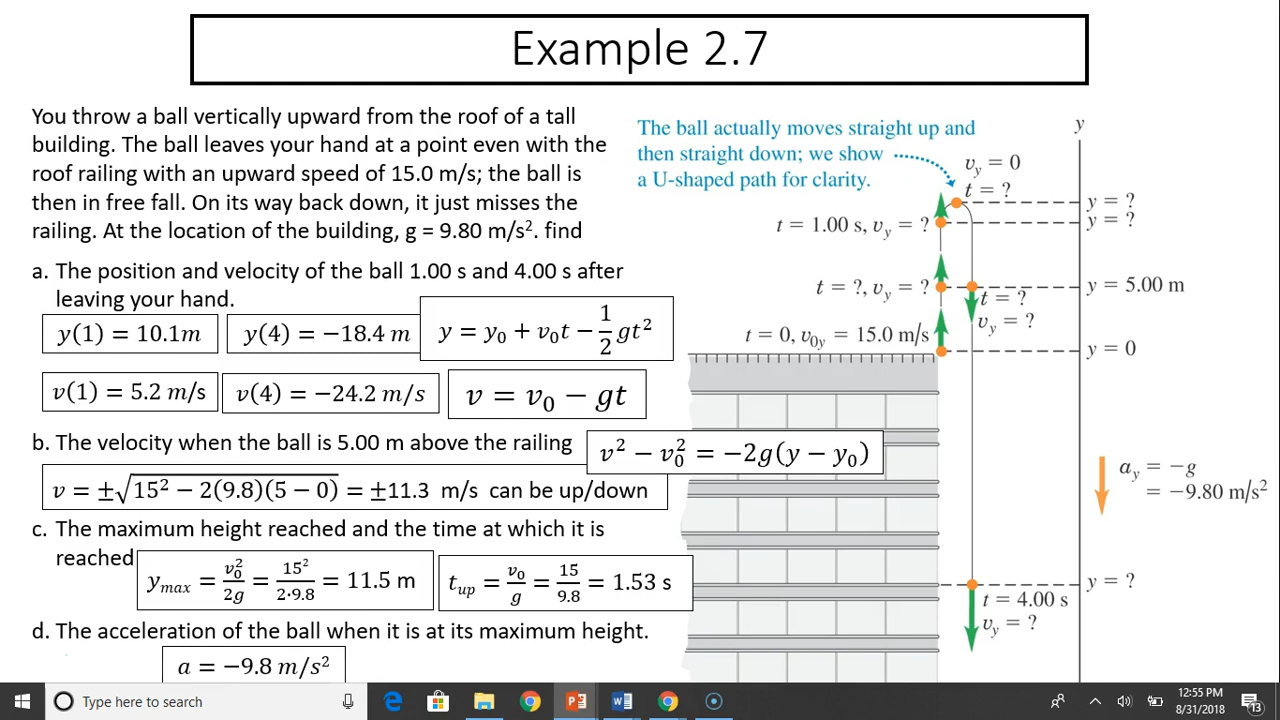 Example 2.7
You throw a ball vertically upward from the roof of a tall
building. The ball leaves your hand at a point even with the
roof railing with an upward speed of 15.0 m/s; the ball is
then in free fall. On its way back down, it just misses the
railing. At the location of the building, g = 9.80 m/s². find
a. The position and velocity of the ball 1.00 s and 4.00 s after
leaving your hand.
y(1) = 10.1m
y(4) = −18.4 m
y = y₀ + v₀t − 1/2 gt²
v(1) = 5.2 m/s
v(4) = −24.2 m/s
v = v₀ − gt
b. The velocity when the ball is 5.00 m above the railing
v² − v₀² = −2g(y − y₀)
v = ±√(15² − 2(9.8)(5 − 0)) = ±11.3 m/s can be up/down
c. The maximum height reached and the time at which it is
reached
y_max = v₀²/2g = 15²/2·9.8 = 11.5 m
t_up = v₀/g = 15/9.8 = 1.53 s
d. The acceleration of the ball when it is at its maximum height.
a = −9.8 m/s²
The ball actually moves straight up and
then straight down; we show
a U-shaped path for clarity.
y
v_y = 0
t = ?
y = ?
y = ?
t = 1.00 s, v_y = ?
t = ?, v_y = ?
t = ?
v_y = ?
y = 5.00 m
t = 0, v₀y = 15.0 m/s
y = 0
a_y = −g
= −9.80 m/s²
y = ?
t = 4.00 s
v_y = ?
Type here to search
12:55 PM
8/31/2018
13